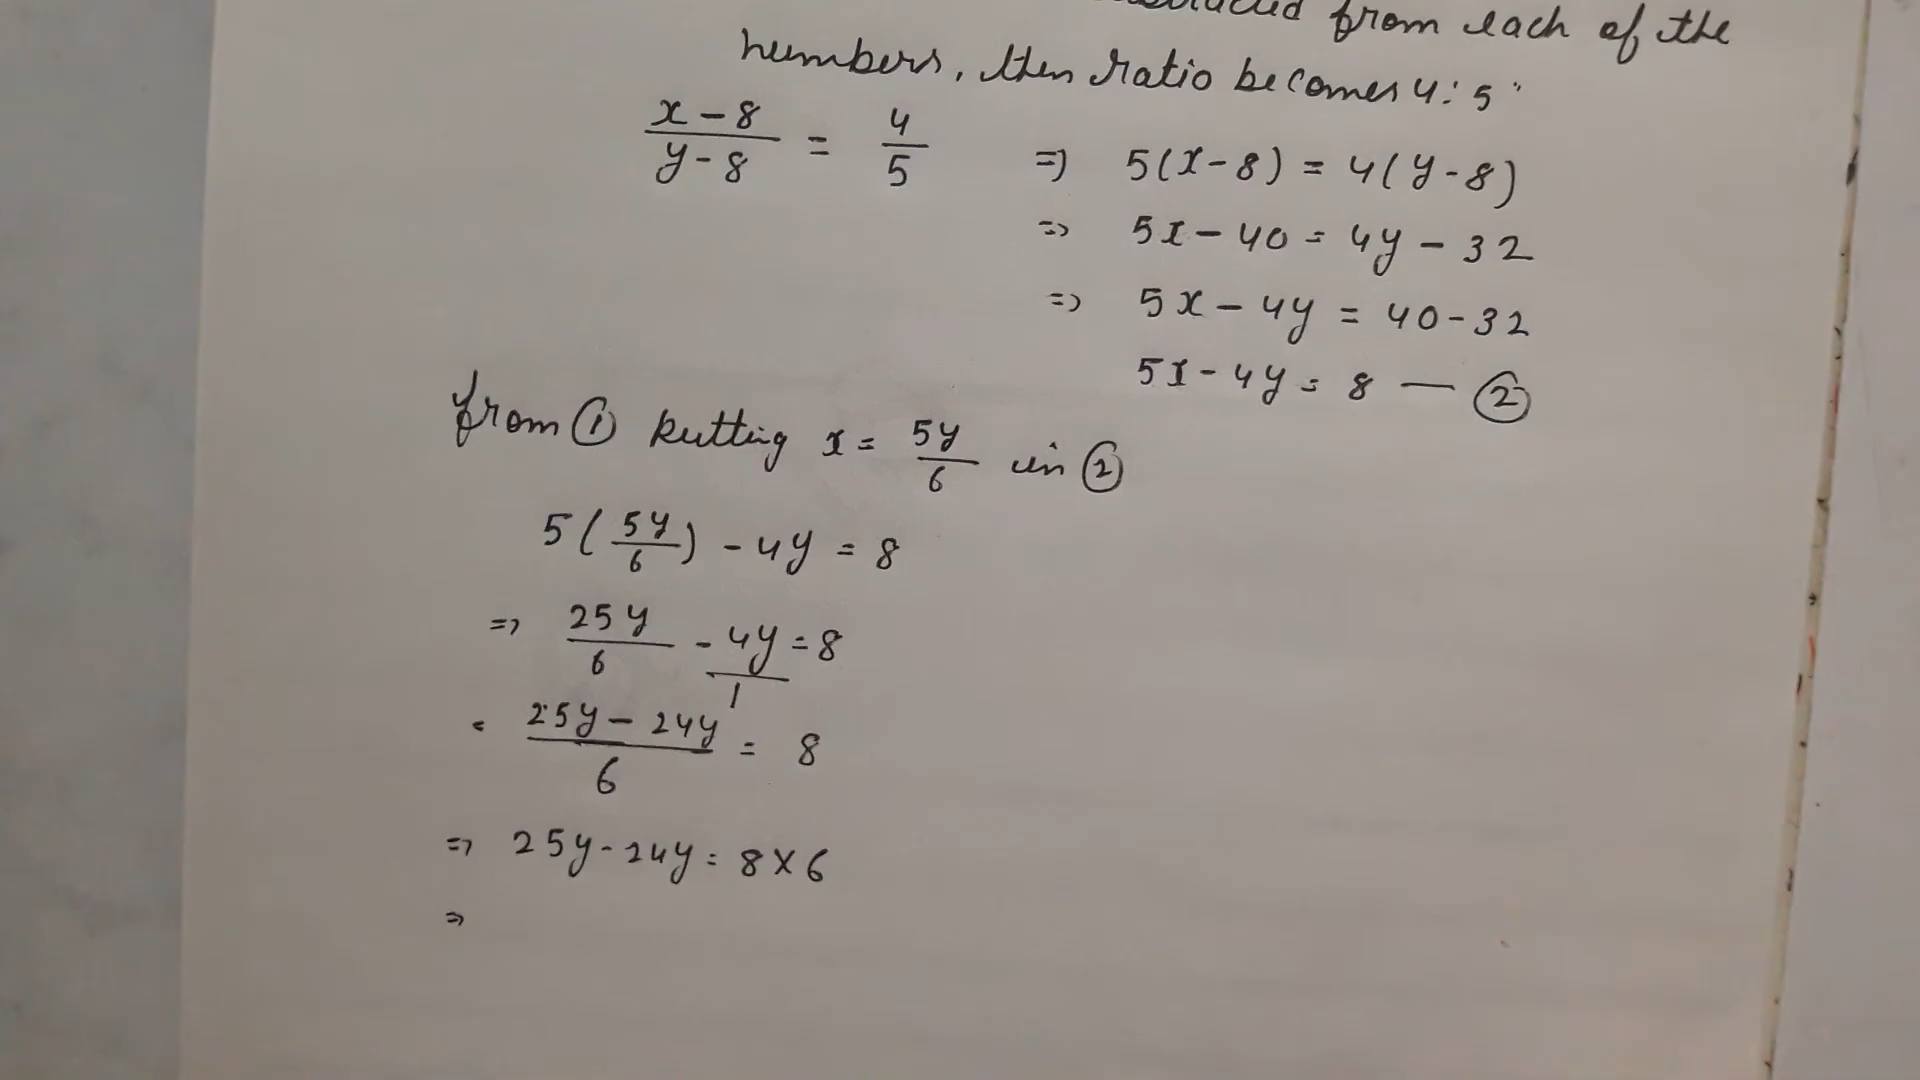 from each of the
numbers, then ratio becomes 4:5"
x-8/y-8 = 4/5 => 5(x-8) = 4(y-8)
=> 5x-40 = 4y-32
=> 5x-4y = 40-32
5x-4y = 8 — ②
from ① putting x = 5y/6 in ②
5(5y/6) - 4y = 8
=> 25y/6 - 4y/1 = 8
= 25y-24y/6 = 8
=> 25y-24y = 8×6
=>